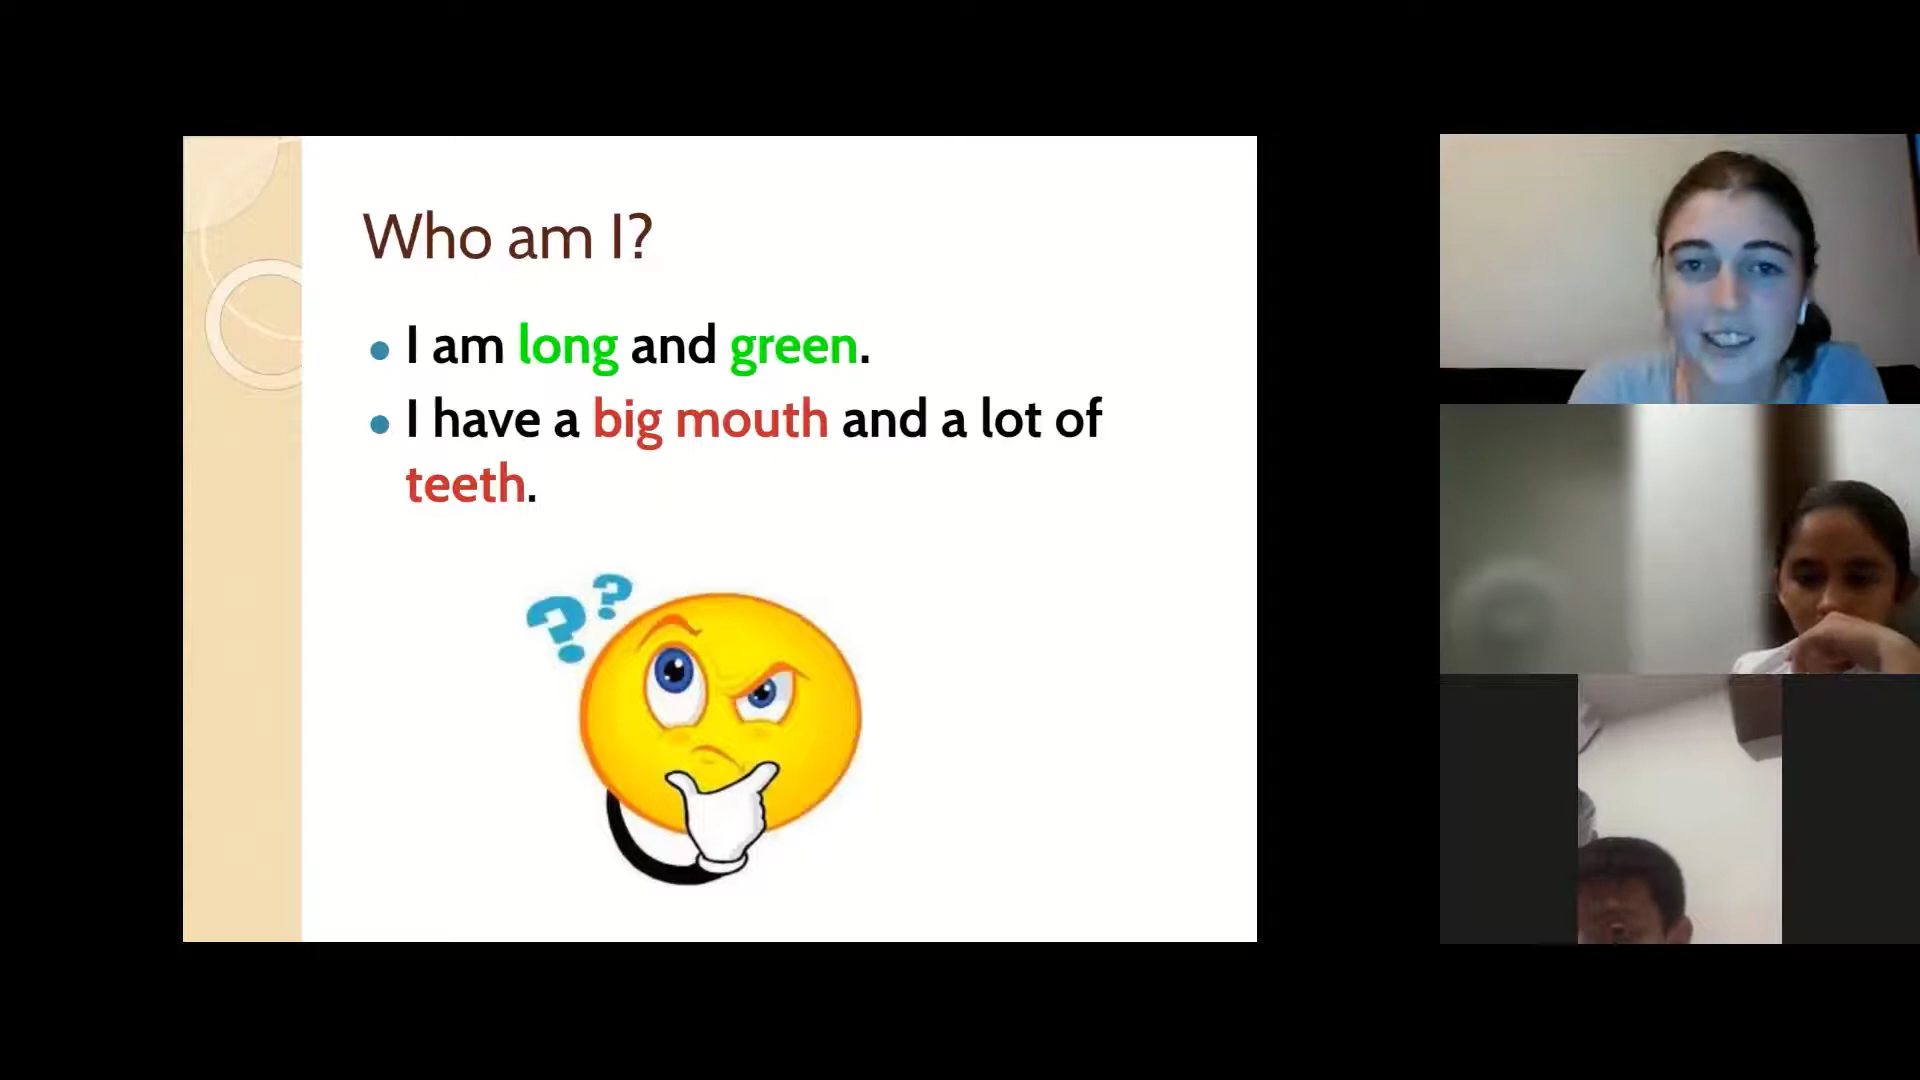 Who am I?
I am long and green.
I have a big mouth and a lot of
teeth.
??